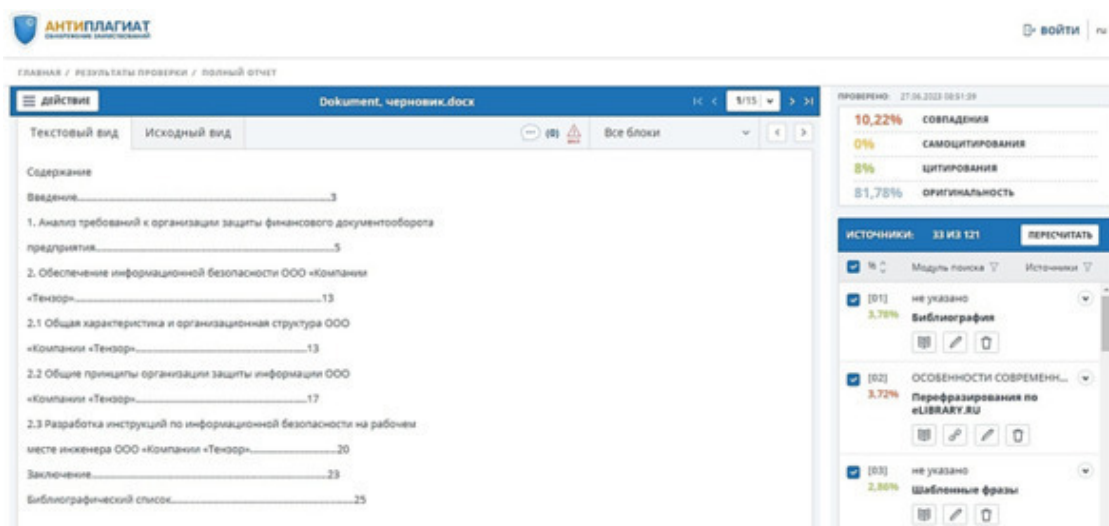 АНТИПЛАГИАТ
ОБНАРУЖЕНИЕ ЗАИМСТВОВАНИЙ
ВОЙТИ ru
ГЛАВНАЯ / РЕЗУЛЬТАТЫ ПРОВЕРКИ / ПОЛНЫЙ ОТЧЕТ
ДЕЙСТВИЕ Dokument, черновик.docx 1/15
Текстовый вид Исходный вид (0) Все блоки
Содержание
Введение.....3
1. Анализ требований к организации защиты финансового документооборота
предприятия.....5
2. Обеспечение информационной безопасности ООО «Компании
«Тензор».....13
2.1 Общая характеристика и организационная структура ООО
«Компании «Тензор».....13
2.2 Общие принципы организации защиты информации ООО
«Компании «Тензор».....17
2.3 Разработка инструкций по информационной безопасности на рабочем
месте инженера ООО «Компании «Тензор».....20
Заключение.....23
Библиографический список.....25
ПРОВЕРЕНО: 27.06.2023 08:51:39
10,22% СОВПАДЕНИЯ
0% САМОЦИТИРОВАНИЯ
8% ЦИТИРОВАНИЯ
81,78% ОРИГИНАЛЬНОСТЬ
ИСТОЧНИКИ: 33 ИЗ 121 ПЕРЕСЧИТАТЬ
% Модуль поиска Источники
[01] не указано
3,78% Библиография
[02] ОСОБЕННОСТИ СОВРЕМЕНН...
3,72% Перефразирования по
eLIBRARY.RU
[03] не указано
2,86% Шаблонные фразы